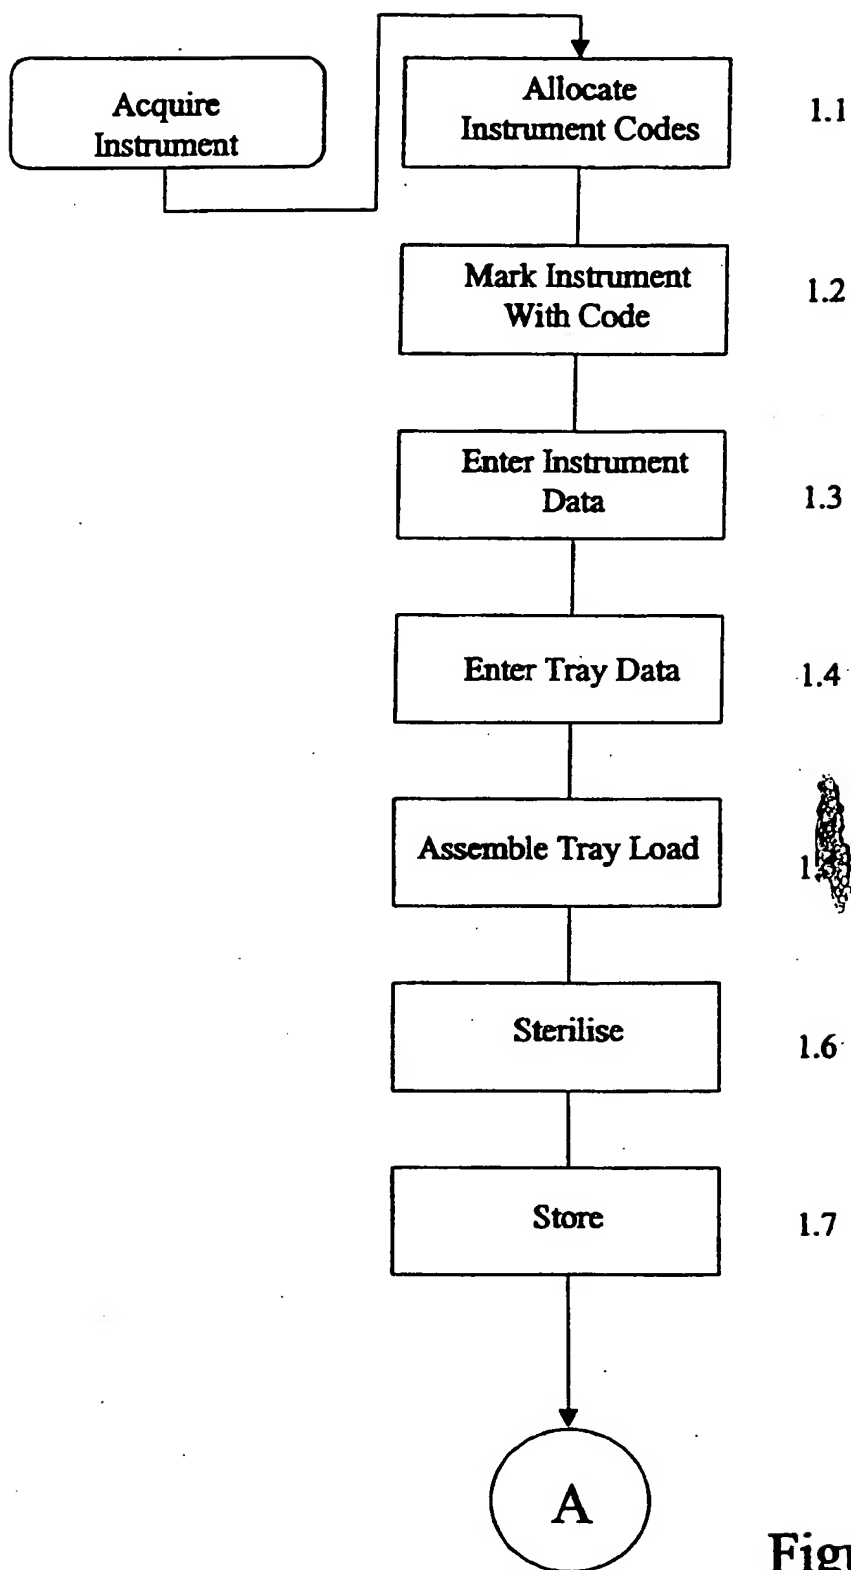 Acquire
Instrument
Allocate
Instrument Codes
1.1
Mark Instrument
With Code
1.2
Enter Instrument
Data
1.3
Enter Tray Data
1.4
Assemble Tray Load
Sterilise
1.6
Store
1.7
A